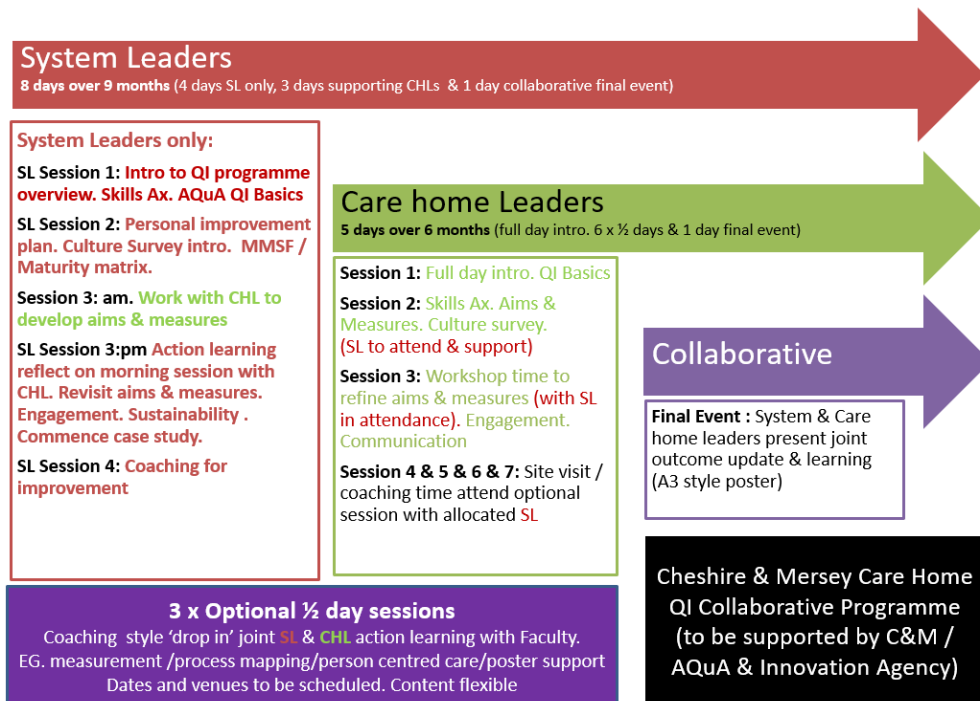 System Leaders
8 days over 9 months (4 days SL only, 3 days supporting CHLs & 1 day collaborative final event)
System Leaders only:
SL Session 1: Intro to QI programme
overview. Skills Ax. AQuA QI Basics
SL Session 2: Personal improvement
plan. Culture Survey intro. MMSF /
Maturity matrix.
Session 3: am. Work with CHL to
develop aims & measures
SL Session 3:pm Action learning
reflect on morning session with
CHL. Revisit aims & measures.
Engagement. Sustainability .
Commence case study.
SL Session 4: Coaching for
improvement
Care home Leaders
5 days over 6 months (full day intro. 6 x ½ days & 1 day final event)
Session 1: Full day intro. QI Basics
Session 2: Skills Ax. Aims &
Measures. Culture survey.
(SL to attend & support)
Session 3: Workshop time to
refine aims & measures (with SL
in attendance). Engagement.
Communication
Session 4 & 5 & 6 & 7: Site visit /
coaching time attend optional
session with allocated SL
Collaborative
Final Event : System & Care
home leaders present joint
outcome update & learning
(A3 style poster)
3 x Optional ½ day sessions
Coaching style ‘drop in’ joint SL & CHL action learning with Faculty.
EG. measurement /process mapping/person centred care/poster support
Dates and venues to be scheduled. Content flexible
Cheshire & Mersey Care Home
QI Collaborative Programme
(to be supported by C&M /
AQuA & Innovation Agency)